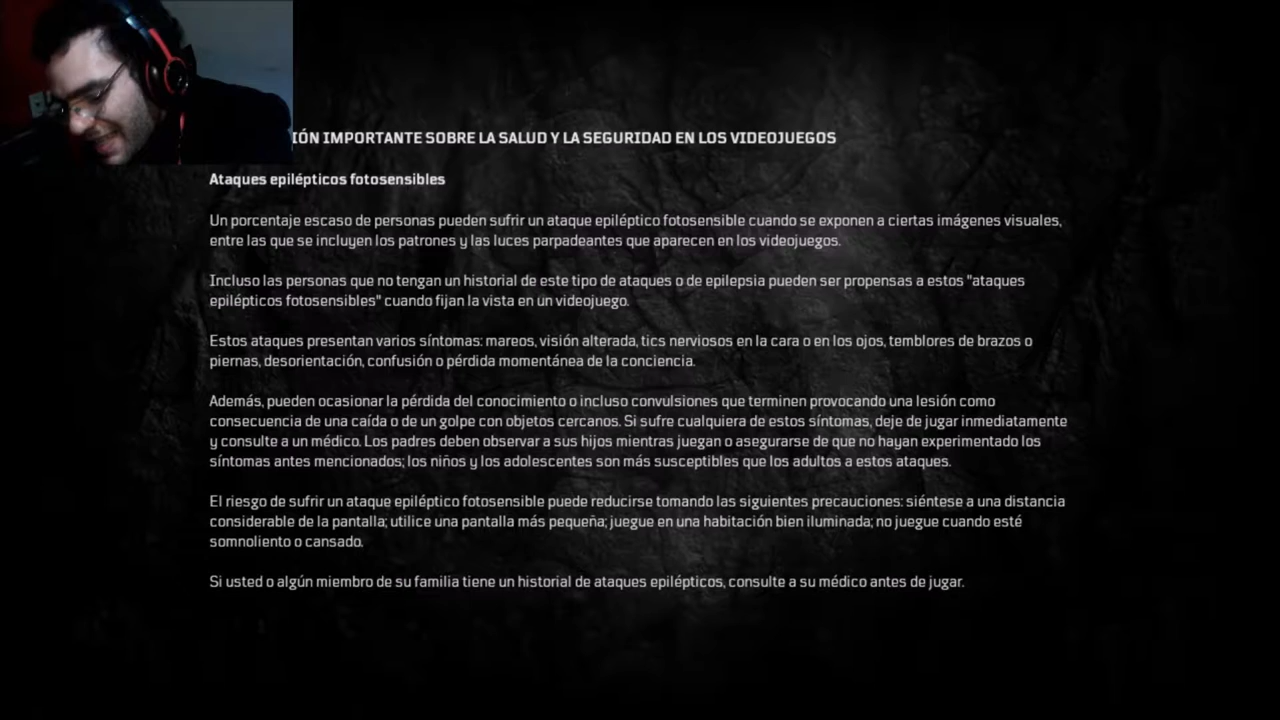 IÓN IMPORTANTE SOBRE LA SALUD Y LA SEGURIDAD EN LOS VIDEOJUEGOS
Ataques epilépticos fotosensibles
Un porcentaje escaso de personas pueden sufrir un ataque epiléptico fotosensible cuando se exponen a ciertas imágenes visuales,
entre las que se incluyen los patrones y las luces parpadeantes que aparecen en los videojuegos.
Incluso las personas que no tengan un historial de este tipo de ataques o de epilepsia pueden ser propensas a estos "ataques
epilépticos fotosensibles" cuando fijan la vista en un videojuego.
Estos ataques presentan varios síntomas: mareos, visión alterada, tics nerviosos en la cara o en los ojos, temblores de brazos o
piernas, desorientación, confusión o pérdida momentánea de la conciencia.
Además, pueden ocasionar la pérdida del conocimiento o incluso convulsiones que terminen provocando una lesión como
consecuencia de una caída o de un golpe con objetos cercanos. Si sufre cualquiera de estos síntomas, deje de jugar inmediatamente
y consulte a un médico. Los padres deben observar a sus hijos mientras juegan o asegurarse de que no hayan experimentado los
síntomas antes mencionados; los niños y los adolescentes son más susceptibles que los adultos a estos ataques.
El riesgo de sufrir un ataque epiléptico fotosensible puede reducirse tomando las siguientes precauciones: siéntese a una distancia
considerable de la pantalla; utilice una pantalla más pequeña; juegue en una habitación bien iluminada; no juegue cuando esté
somnoliento o cansado.
Si usted o algún miembro de su familia tiene un historial de ataques epilépticos, consulte a su médico antes de jugar.